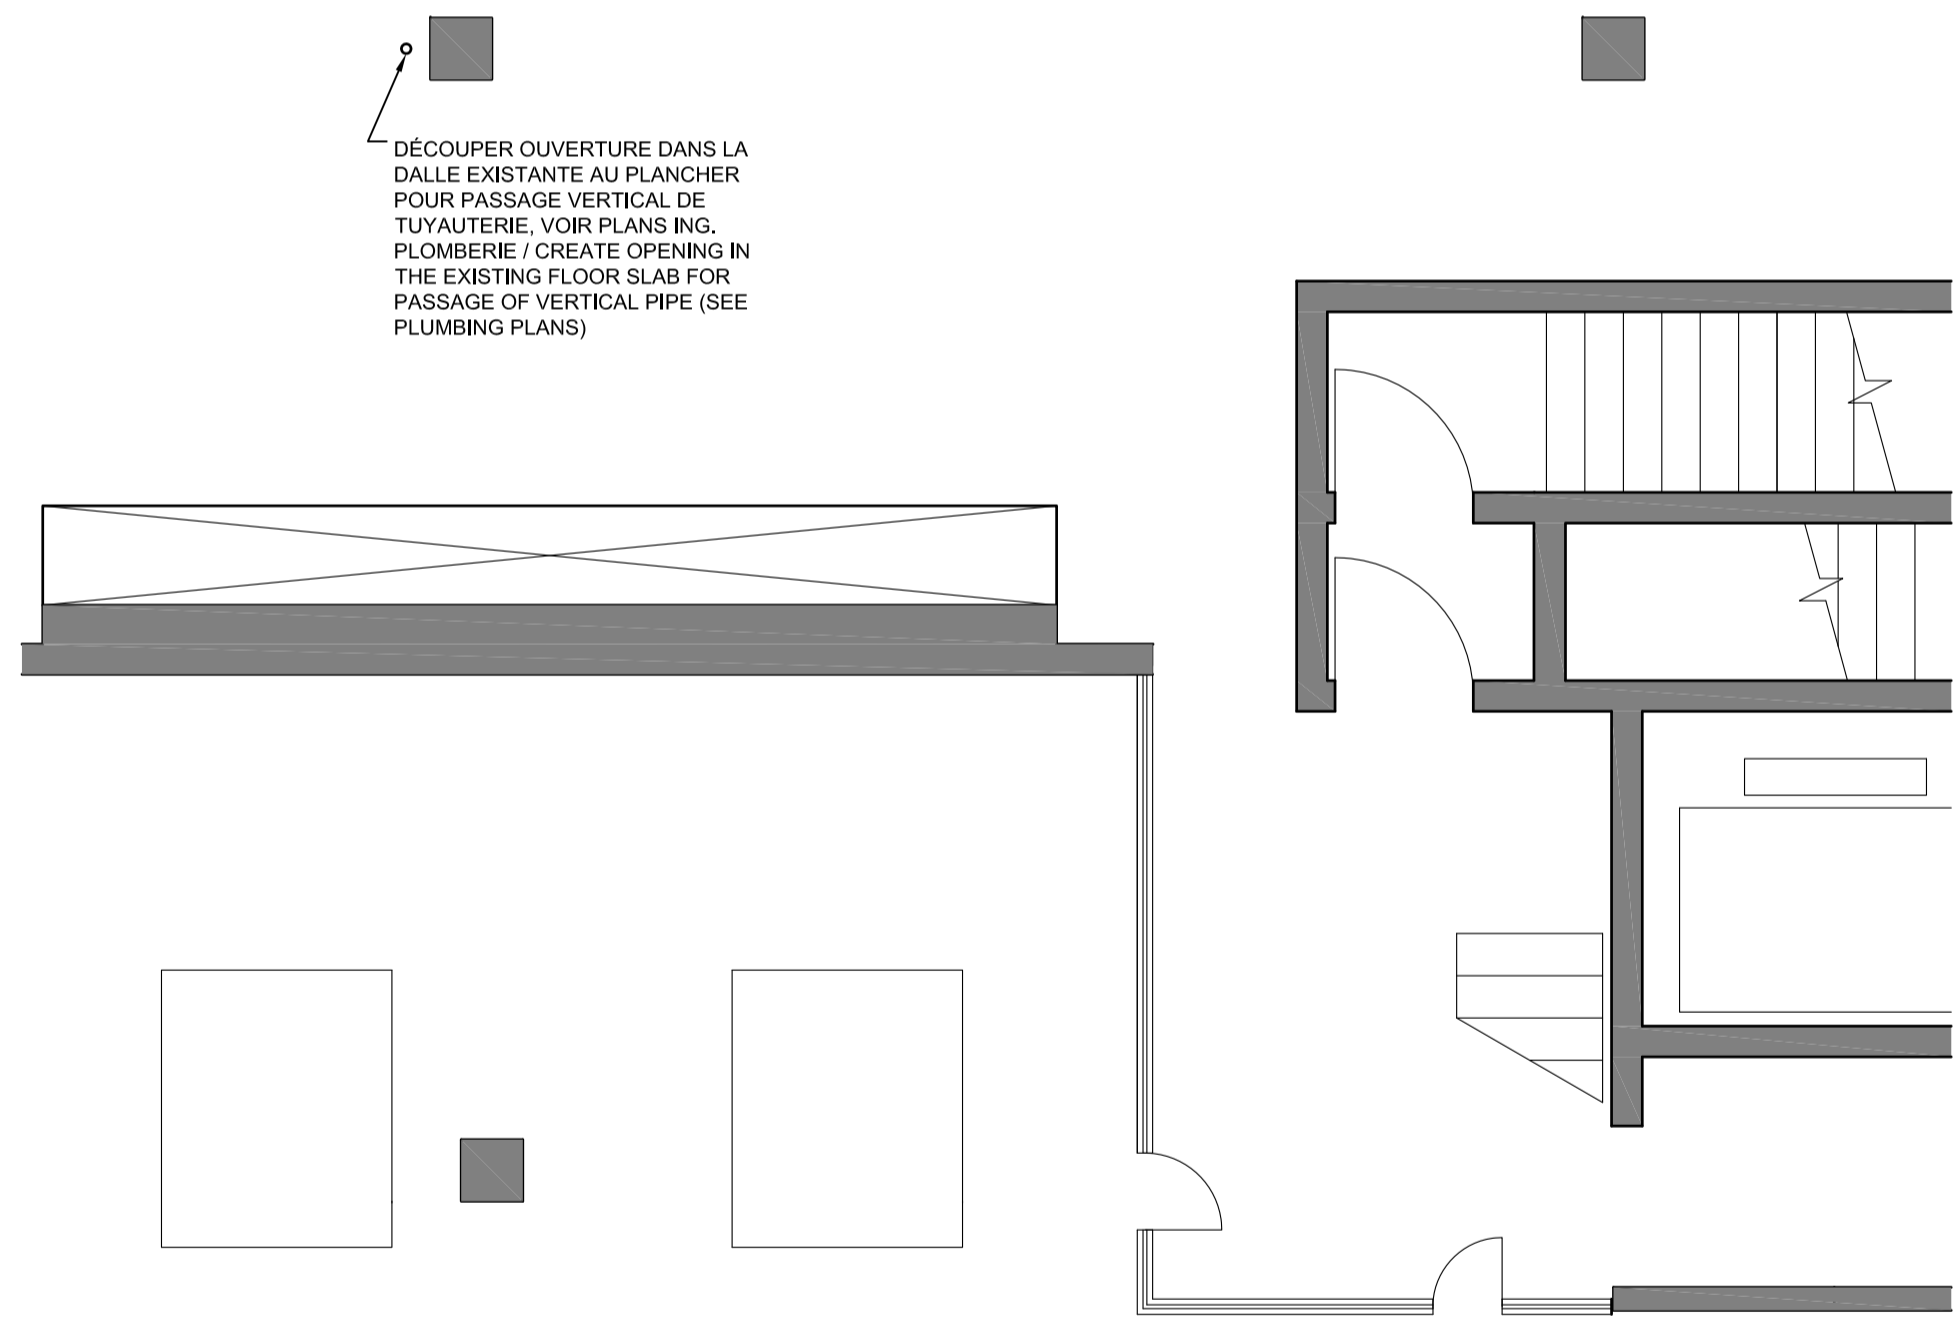 DÉCOUPER OUVERTURE DANS LA
DALLE EXISTANTE AU PLANCHER
POUR PASSAGE VERTICAL DE
TUYAUTERIE, VOIR PLANS ING.
PLOMBERIE / CREATE OPENING IN
THE EXISTING FLOOR SLAB FOR
PASSAGE OF VERTICAL PIPE (SEE
PLUMBING PLANS)